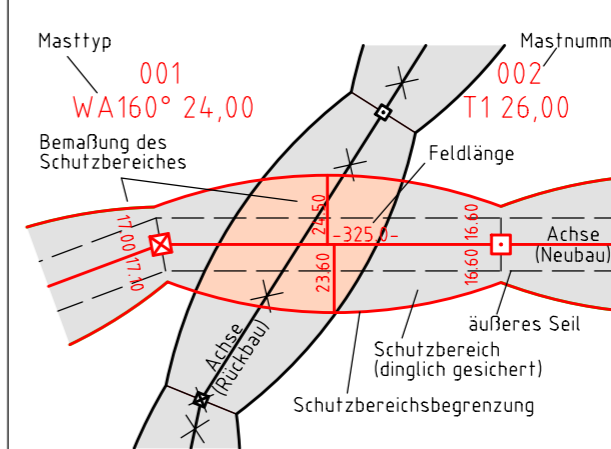 Masttyp
Mastnumm
001
WA160° 24,00
002
T1 26,00
Bemaßung des
Schutzbereiches
Feldlänge
17.00
17.10
24.50
23.60
-325.0-
16.60
16.60
Achse
(Neubau)
äußeres Seil
Achse
(Rückbau)
Schutzbereich
(dinglich gesichert)
Schutzbereichsbegrenzung